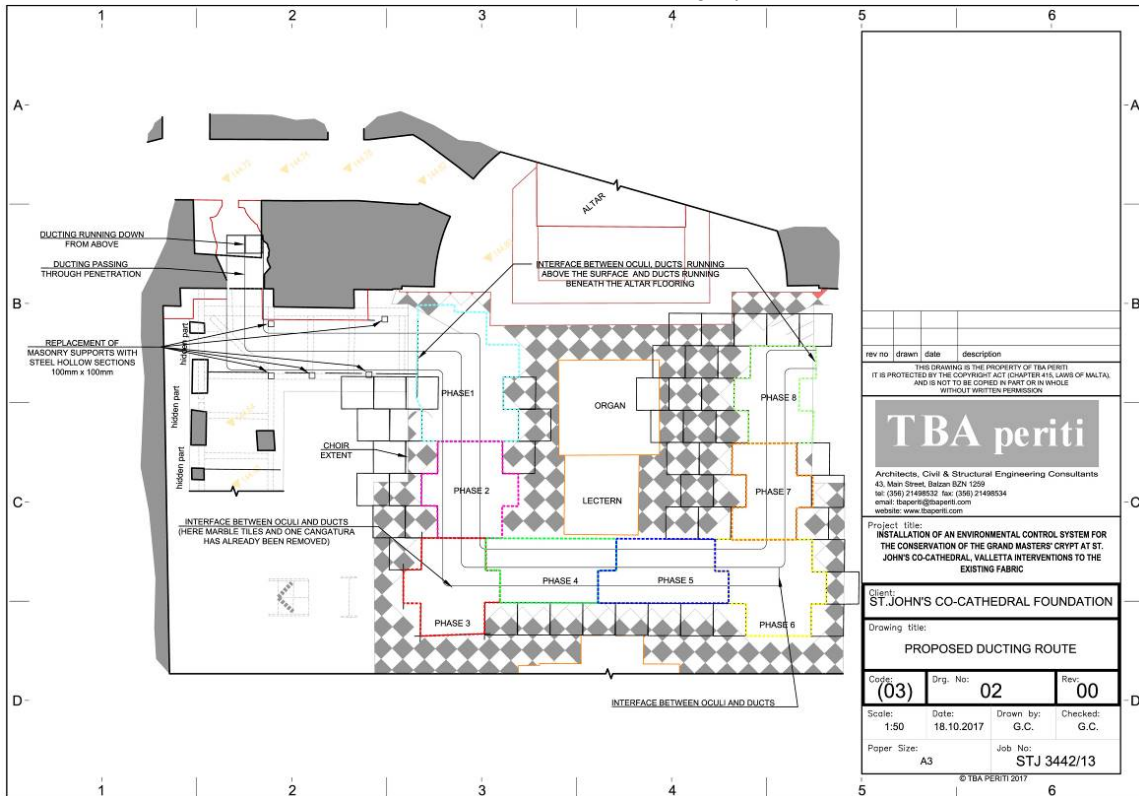 1 2 3 4 5 6
A
A
ALTAR
DUCTING RUNNING DOWN
FROM ABOVE
DUCTING PASSING
THROUGH PENETRATION
INTERFACE BETWEEN OCULI, DUCTS RUNNING
ABOVE THE SURFACE AND DUCTS RUNNING
BENEATH THE ALTAR FLOORING
B
B
REPLACEMENT OF
MASONRY SUPPORTS WITH
STEEL HOLLOW SECTIONS
100mm x 100mm
hidden part
hidden part
hidden part
PHASE1
ORGAN
PHASE 8
CHOIR
EXTENT
PHASE 2
LECTERN
PHASE 7
C
C
INTERFACE BETWEEN OCULI AND DUCTS
(HERE MARBLE TILES AND ONE CANGATURA
HAS ALREADY BEEN REMOVED)
PHASE 4
PHASE 5
PHASE 3
PHASE 6
D
D
INTERFACE BETWEEN OCULI AND DUCTS
rev no drawn date description
THIS DRAWING IS THE PROPERTY OF TBA PERITI
IT IS PROTECTED BY THE COPYRIGHT ACT (CHAPTER 415, LAWS OF MALTA),
AND IS NOT TO BE COPIED IN PART OR IN WHOLE
WITHOUT WRITTEN PERMISSION
TBA periti
Architects, Civil & Structural Engineering Consultants
43, Main Street, Balzan BZN 1259
tel: (356) 21498532 fax: (356) 21498534
email: tbaperiti@tbaperiti.com
website: www.tbaperiti.com
Project title:
INSTALLATION OF AN ENVIRONMENTAL CONTROL SYSTEM FOR
THE CONSERVATION OF THE GRAND MASTERS' CRYPT AT ST.
JOHN'S CO-CATHEDRAL, VALLETTA INTERVENTIONS TO THE
EXISTING FABRIC
Client:
ST.JOHN'S CO-CATHEDRAL FOUNDATION
Drawing title:
PROPOSED DUCTING ROUTE
Code: Drg. No: Rev:
(03) 02 00
Scale: Date: Drawn by: Checked:
1:50 18.10.2017 G.C. G.C.
Paper Size: Job No:
A3 STJ 3442/13
© TBA PERITI 2017
1 2 3 4 5 6